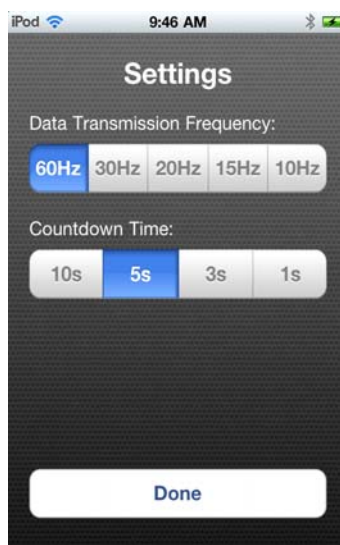 iPod 9:46 AM
Settings
Data Transmission Frequency:
60Hz 30Hz 20Hz 15Hz 10Hz
Countdown Time:
10s 5s 3s 1s
Done